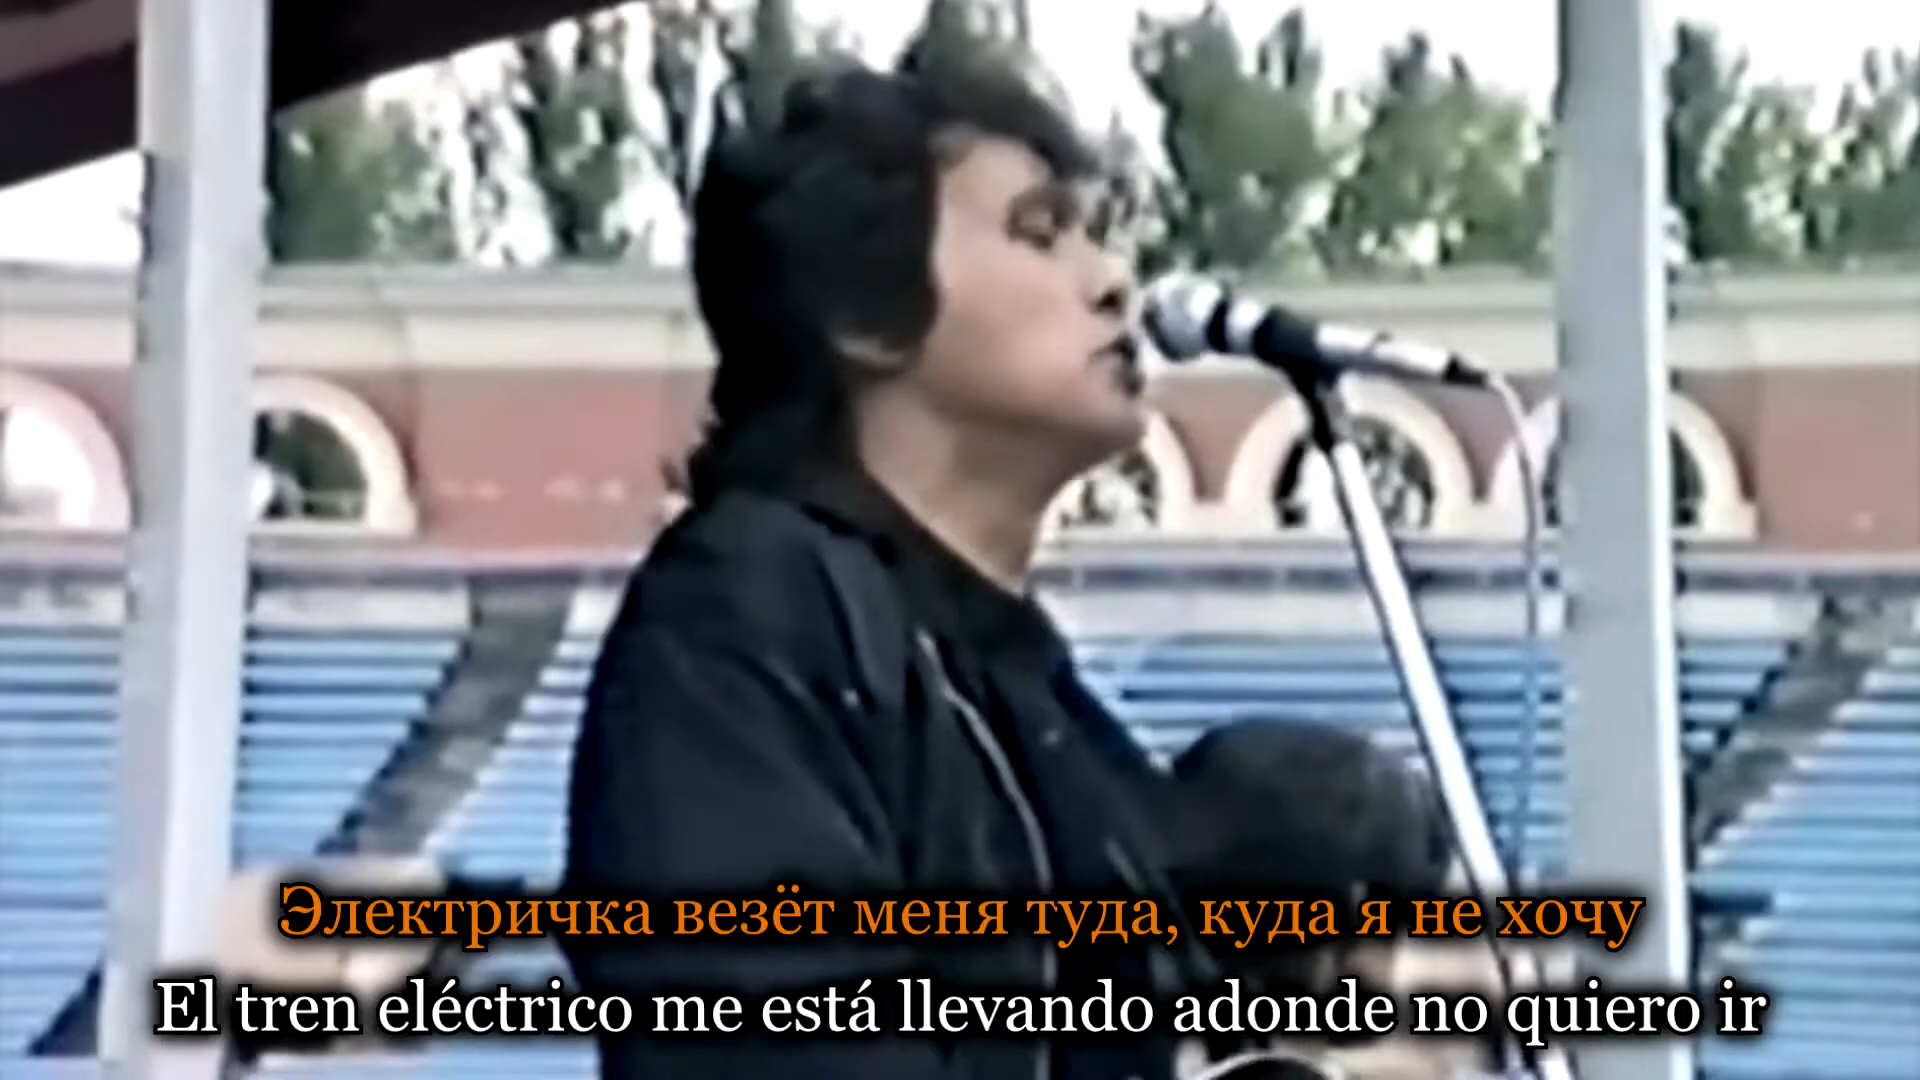 Электричка везёт меня туда, куда я не хочу
El tren eléctrico me está llevando adonde no quiero ir